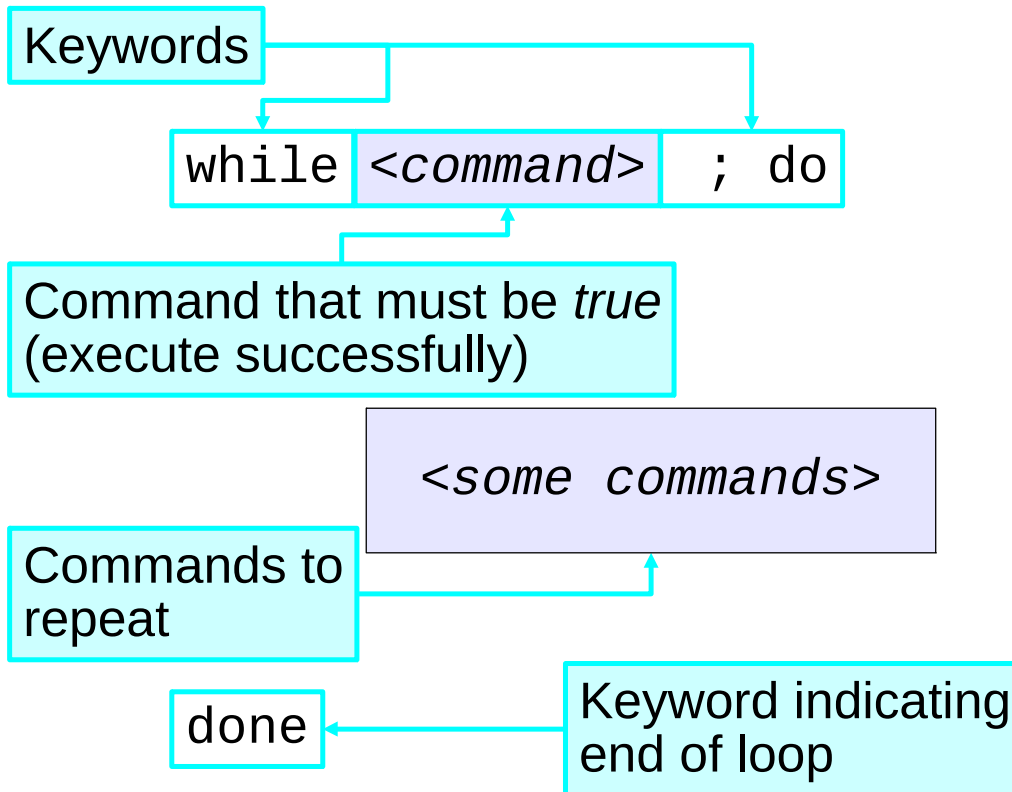 Keywords
while <command> ; do
Command that must be true
(execute successfully)
<some commands>
Commands to
repeat
done
Keyword indicating
end of loop